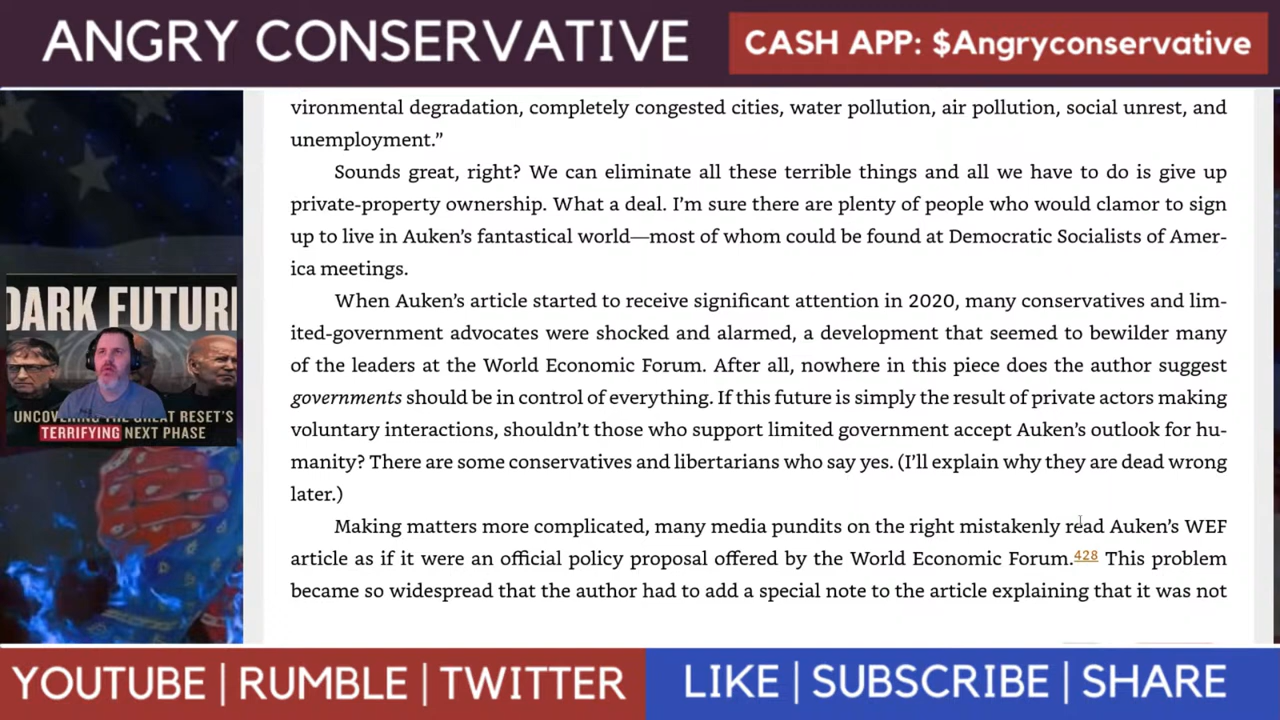 ANGRY CONSERVATIVE
CASH APP: $Angryconservative
vironmental degradation, completely congested cities, water pollution, air pollution, social unrest, and
unemployment.”
Sounds great, right? We can eliminate all these terrible things and all we have to do is give up
private-property ownership. What a deal. I’m sure there are plenty of people who would clamor to sign
up to live in Auken’s fantastical world—most of whom could be found at Democratic Socialists of Amer-
ica meetings.
When Auken’s article started to receive significant attention in 2020, many conservatives and lim-
ited-government advocates were shocked and alarmed, a development that seemed to bewilder many
of the leaders at the World Economic Forum. After all, nowhere in this piece does the author suggest
governments should be in control of everything. If this future is simply the result of private actors making
voluntary interactions, shouldn’t those who support limited government accept Auken’s outlook for hu-
manity? There are some conservatives and libertarians who say yes. (I’ll explain why they are dead wrong
later.)
Making matters more complicated, many media pundits on the right mistakenly read Auken’s WEF
article as if it were an official policy proposal offered by the World Economic Forum.428 This problem
became so widespread that the author had to add a special note to the article explaining that it was not
DARK FUTUR
RESET’S
TERRIFYING NEXT PHASE
YOUTUBE | RUMBLE | TWITTER
LIKE | SUBSCRIBE | SHARE